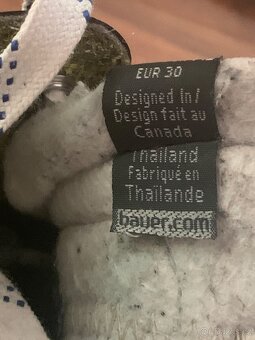 EUR 30
Designed In/
Design fait au
Canada
Thailand
Fabriqué en
Thaïlande
bauer.com